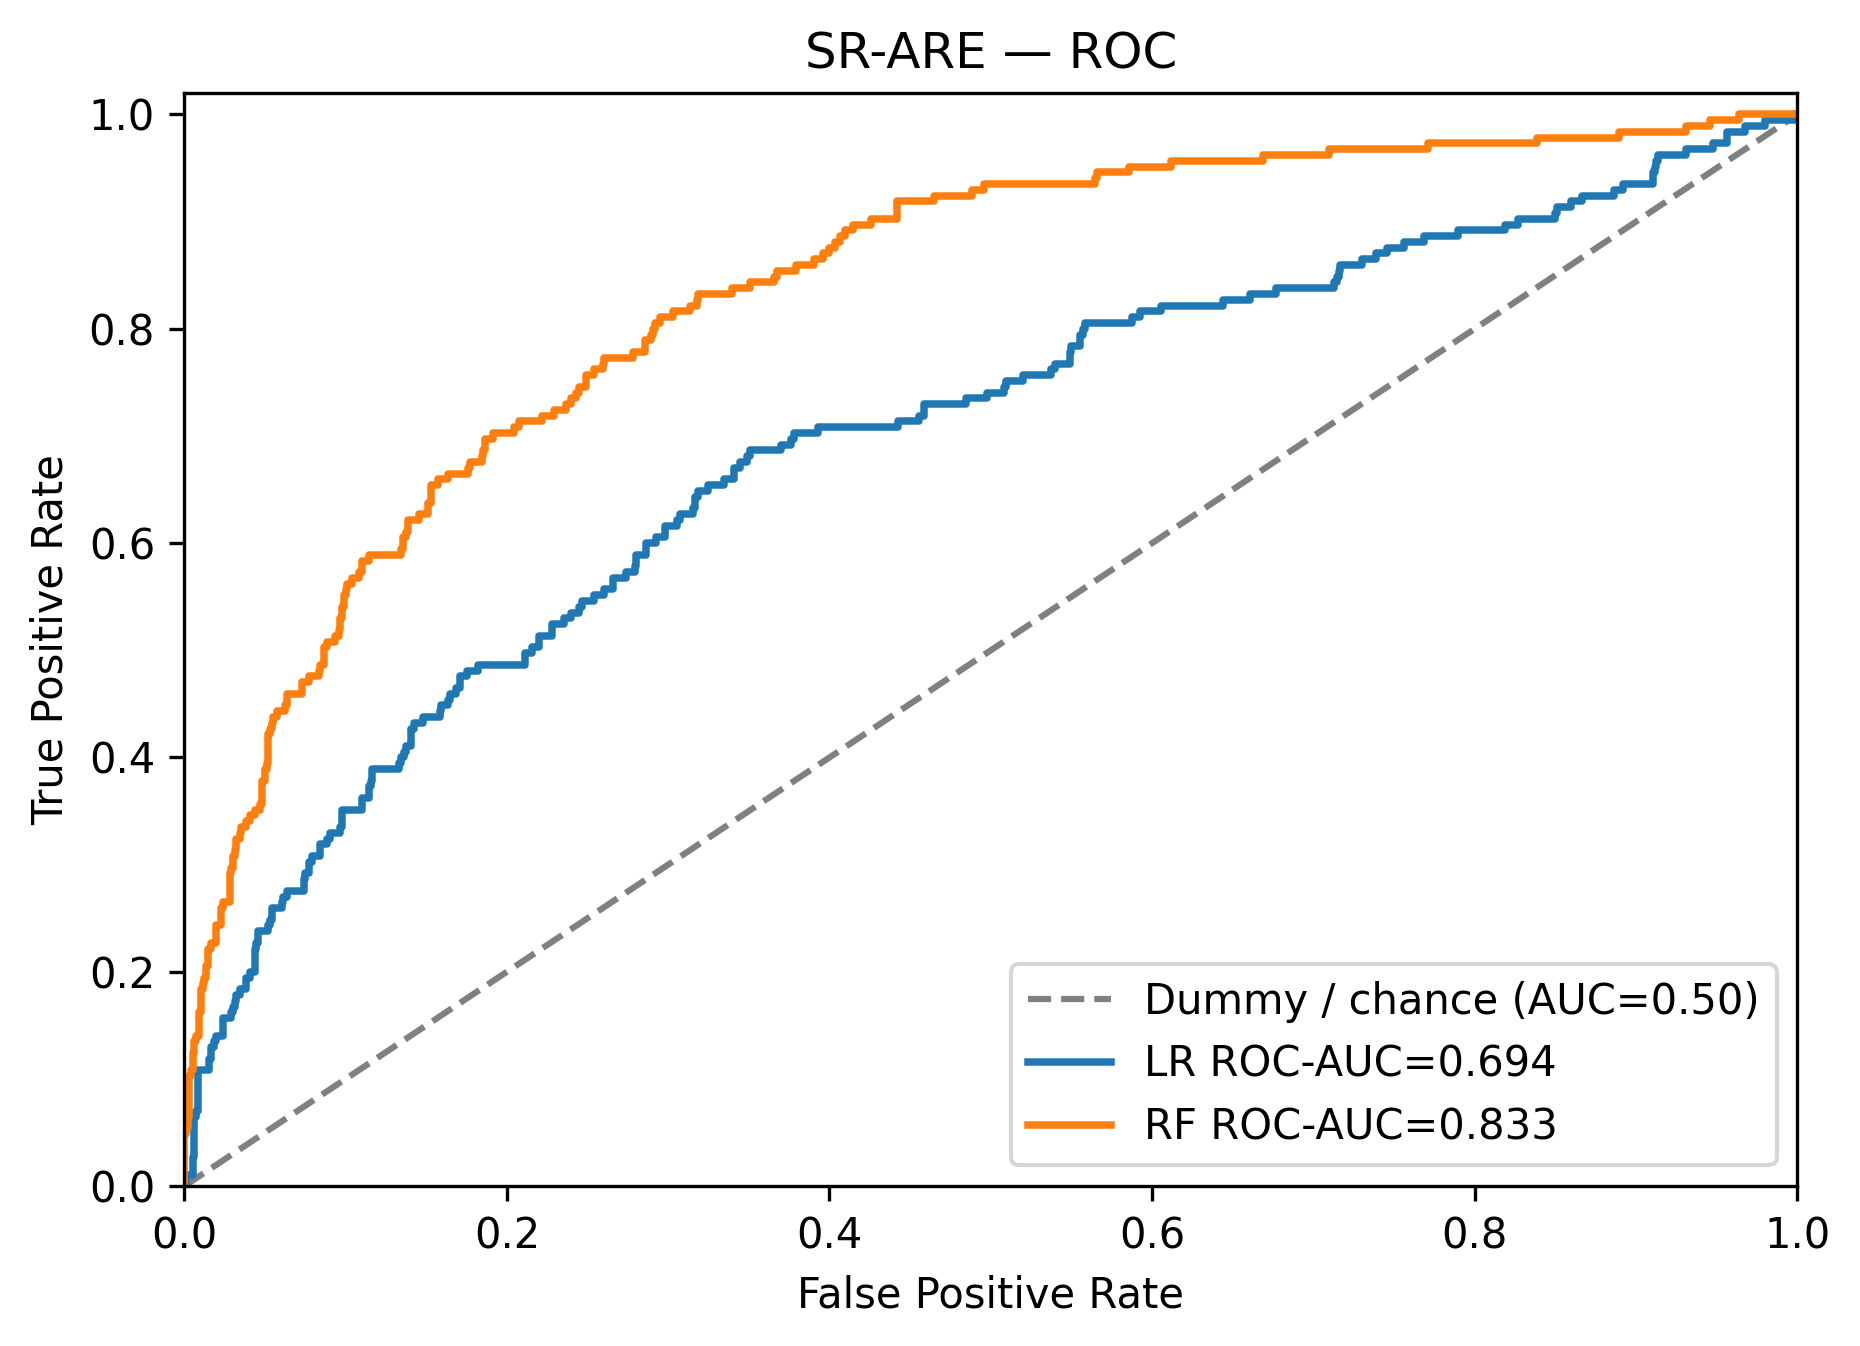 SR-ARE — ROC
True Positive Rate
1.0
0.8
0.6
0.4
0.2
0.0
Dummy / chance (AUC=0.50)
LR ROC-AUC=0.694
RF ROC-AUC=0.833
0.0 0.2 0.4 0.6 0.8 1.0
False Positive Rate